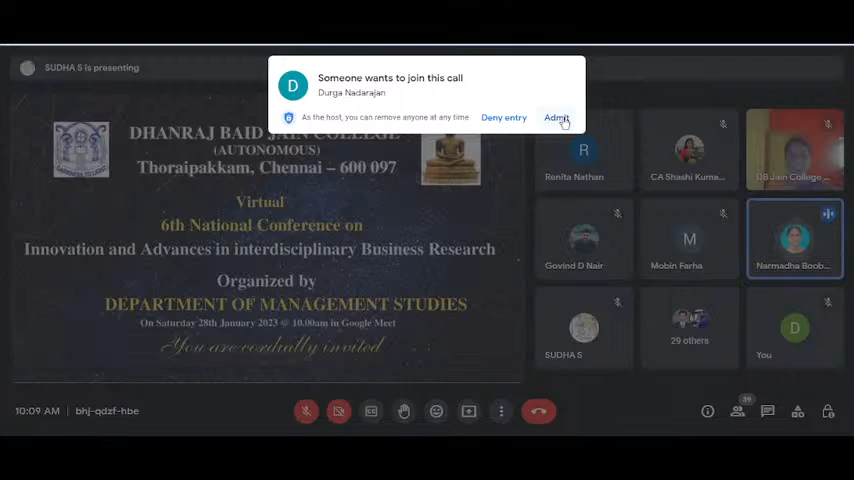 SUDHA S is presenting
D
Someone wants to join this call
Durga Nadarajan
As the host, you can remove anyone at any time
Deny entry
Admit
DHANRAJ BAID JAIN COLLEGE
(AUTONOMOUS)
Thoraipakkam, Chennai – 600 097
Virtual
6th National Conference on
Innovation and Advances in interdisciplinary Business Research
Organized by
DEPARTMENT OF MANAGEMENT STUDIES
On Saturday 28th January 2023 @ 10.00am in Google Meet
You are cordially invited
R
Renita Nathan
CA Shashi Kuma...
DB Jain College ...
Govind D Nair
M
Mobin Farha
Narmadha Boob...
SUDHA S
29 others
D
You
10:09 AM | bhj-qdzf-hbe
39